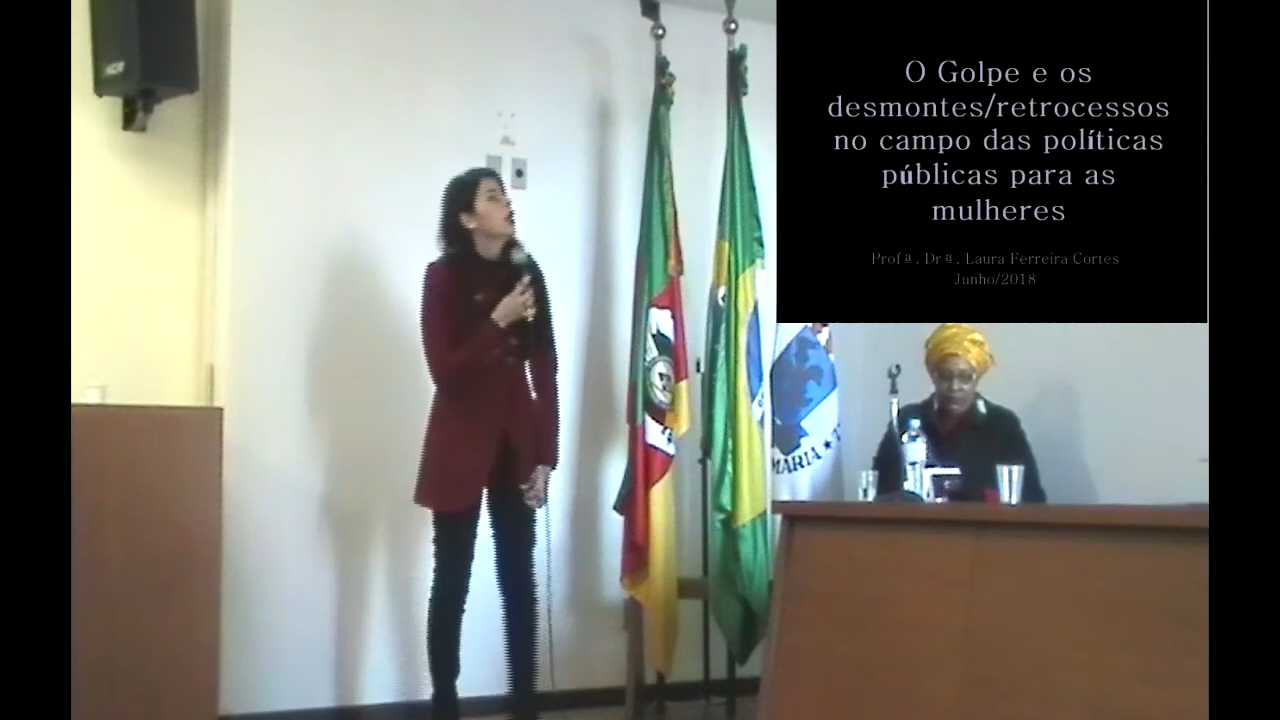 O Golpe e os
desmontes/retrocessos
no campo das políticas
públicas para as
mulheres
Profª. Drª. Laura Ferreira Cortes
Junho/2018
MARIA ★